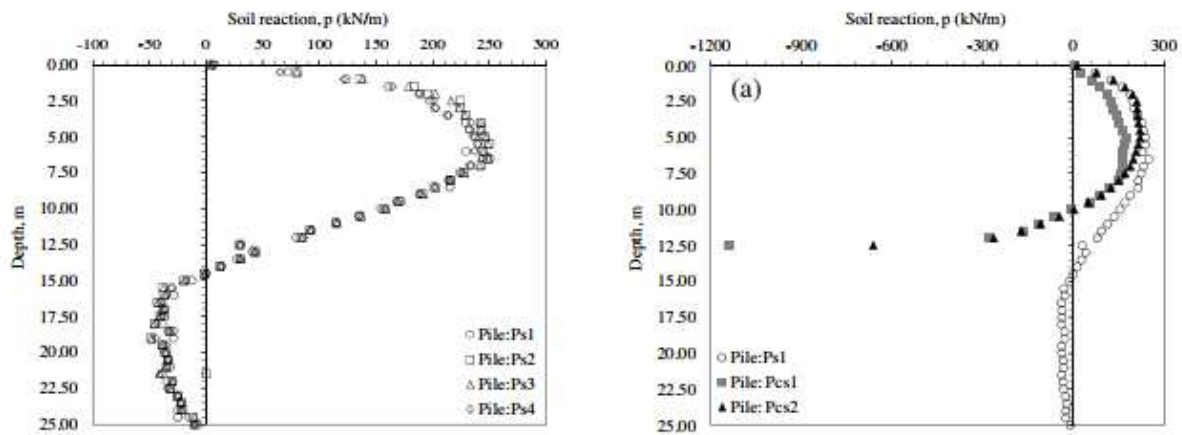 Soil reaction, p (kN/m)
-100 -50 0 50 100 150 200 250 300
0.00
2.50
5.00
7.50
10.00
12.50
15.00
17.50
20.00
22.50
25.00
Depth, m
Pile:Ps1
Pile:Ps2
Pile:Ps3
Pile:Ps4
Soil reaction, p (kN/m)
-1200 -900 -600 -300 0 300
0.00
2.50
5.00
7.50
10.00
12.50
15.00
17.50
20.00
22.50
25.00
Depth, m
(a)
Pile:Ps1
Pile: Pcs1
Pile: Pcs2